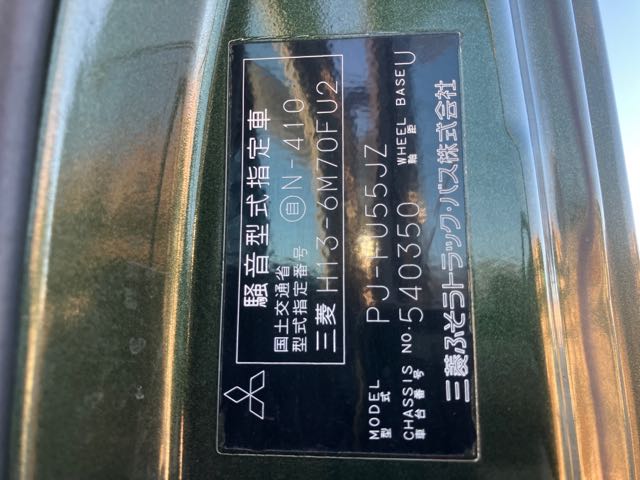 騒音型式指定車
国土交通省
型式指定番号 自N-410
三菱 H13-6M70FU2
MODEL
型式 PJ-FU55JZ
CHASSIS NO. 540350 WHEEL BASE U
車台番号 軸距
三菱ふそうトラック・バス株式会社